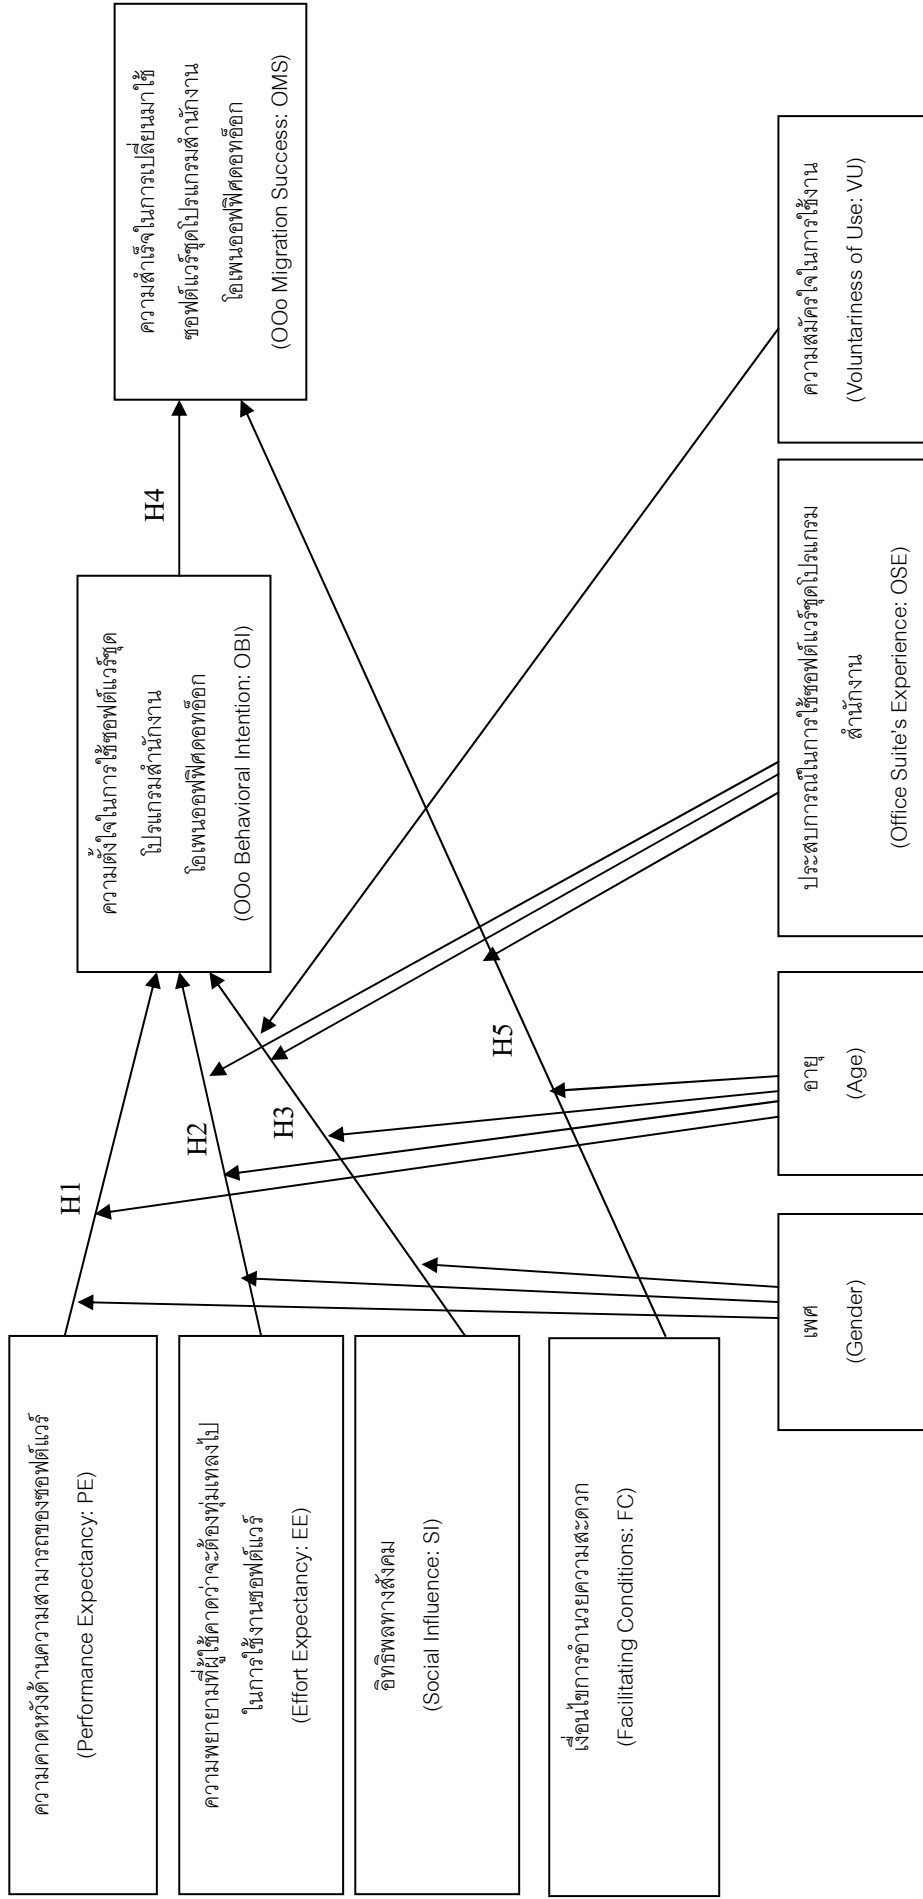 ความคาดหวังด้านความสามารถของซอฟต์แวร์
(Performance Expectancy: PE)
ความพยายามที่ผู้ใช้คาดว่าจะต้องทุ่มเทลงไป
ในการใช้งานซอฟต์แวร์
(Effort Expectancy: EE)
อิทธิพลทางสังคม
(Social Influence: SI)
เงื่อนไขการอำนวยความสะดวก
(Facilitating Conditions: FC)
H1
H2
H3
H5
ความตั้งใจในการใช้ซอฟต์แวร์ชุด
โปรแกรมสำนักงาน
โอเพนออฟฟิศดอทอ็อก
(OOo Behavioral Intention: OBI)
H4
ความสำเร็จในการเปลี่ยนมาใช้
ซอฟต์แวร์ชุดโปรแกรมสำนักงาน
โอเพนออฟฟิศดอทอ็อก
(OOo Migration Success: OMS)
เพศ
(Gender)
อายุ
(Age)
ประสบการณ์ในการใช้ซอฟต์แวร์ชุดโปรแกรม
สำนักงาน
(Office Suite's Experience: OSE)
ความสมัครใจในการใช้งาน
(Voluntariness of Use: VU)